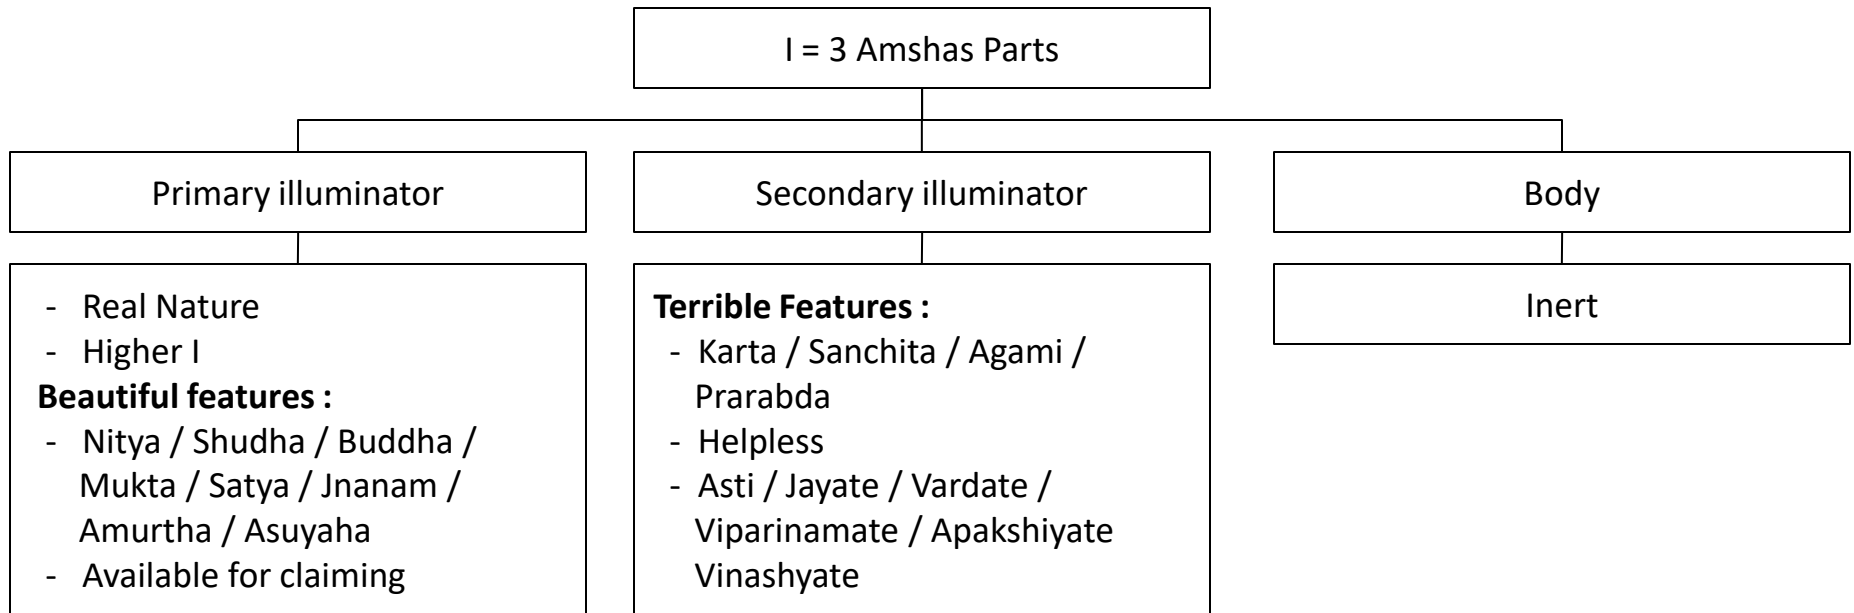 I = 3 Amshas Parts
Primary illuminator
Secondary illuminator
Body
- Real Nature
- Higher I
Beautiful features :
- Nitya / Shudha / Buddha /
Mukta / Satya / Jnanam /
Amurtha / Asuyaha
- Available for claiming
Terrible Features :
- Karta / Sanchita / Agami /
Prarabda
- Helpless
- Asti / Jayate / Vardate /
Viparinamate / Apakshiyate
Vinashyate
Inert